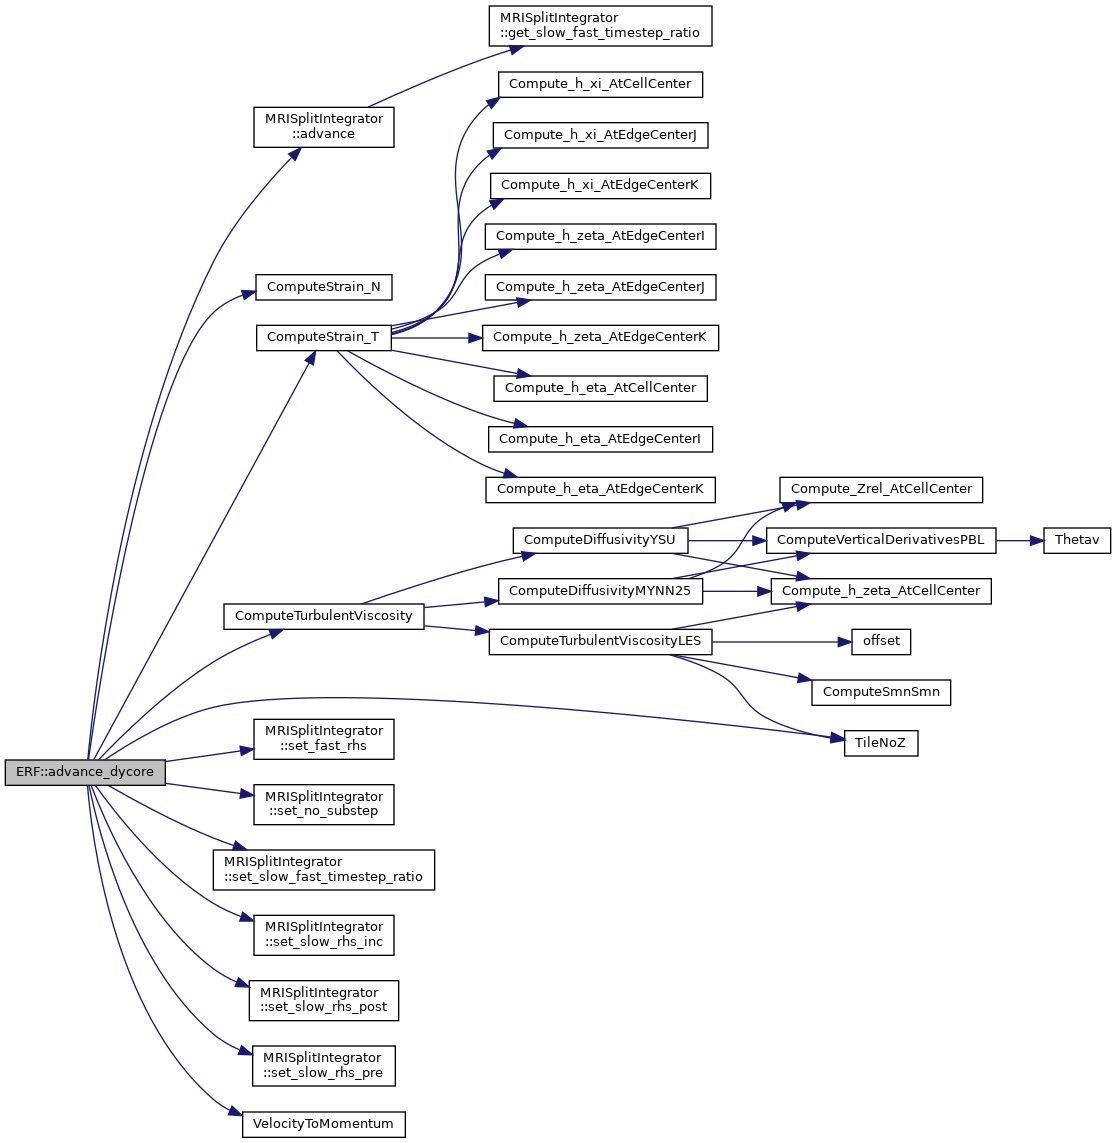 MRISplitIntegrator
::get_slow_fast_timestep_ratio
Compute_h_xi_AtCellCenter
MRISplitIntegrator
::advance
Compute_h_xi_AtEdgeCenterJ
Compute_h_xi_AtEdgeCenterK
Compute_h_zeta_AtEdgeCenterI
ComputeStrain_N
Compute_h_zeta_AtEdgeCenterJ
ComputeStrain_T
Compute_h_zeta_AtEdgeCenterK
Compute_h_eta_AtCellCenter
Compute_h_eta_AtEdgeCenterI
Compute_h_eta_AtEdgeCenterK
Compute_Zrel_AtCellCenter
ComputeDiffusivityYSU
ComputeVerticalDerivativesPBL
Thetav
ComputeDiffusivityMYNN25
Compute_h_zeta_AtCellCenter
ComputeTurbulentViscosity
ComputeTurbulentViscosityLES
offset
ComputeSmnSmn
TileNoZ
MRISplitIntegrator
::set_fast_rhs
ERF::advance_dycore
MRISplitIntegrator
::set_no_substep
MRISplitIntegrator
::set_slow_fast_timestep_ratio
MRISplitIntegrator
::set_slow_rhs_inc
MRISplitIntegrator
::set_slow_rhs_post
MRISplitIntegrator
::set_slow_rhs_pre
VelocityToMomentum